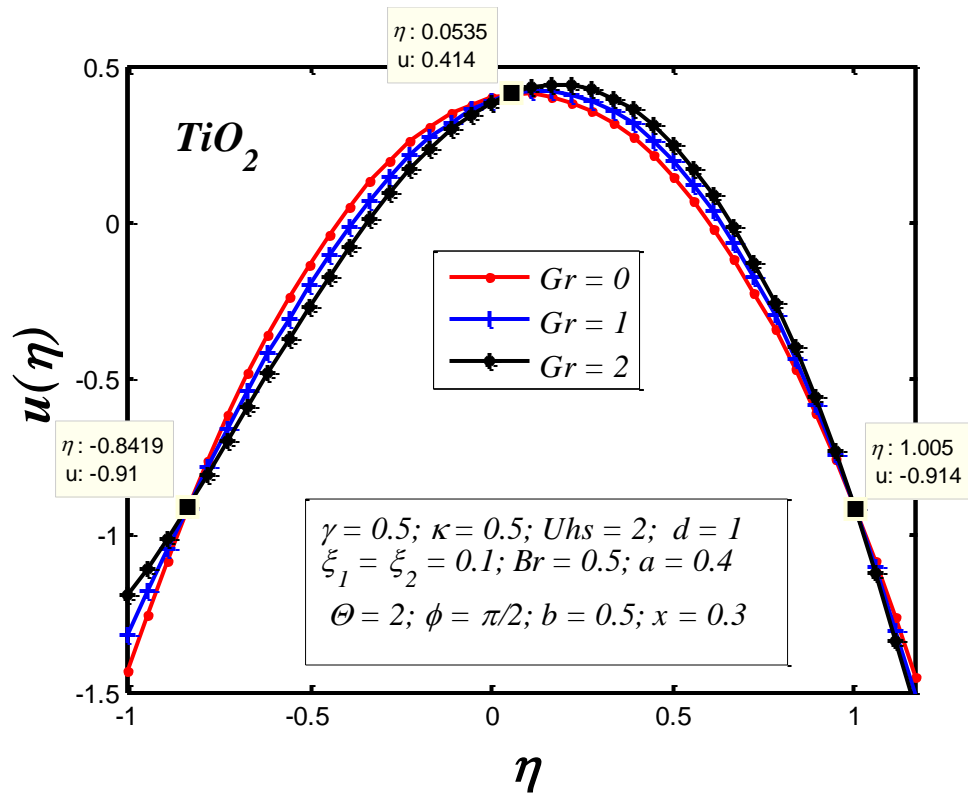 η: 0.0535
u: 0.414
TiO₂
0.5
0
-0.5
-1
-1.5
u(η)
Gr = 0
Gr = 1
Gr = 2
η: -0.8419
u: -0.91
η: 1.005
u: -0.914
γ = 0.5; κ = 0.5; Uhs = 2; d = 1
ξ₁ = ξ₂ = 0.1; Br = 0.5; a = 0.4
Θ = 2; ϕ = π/2; b = 0.5; x = 0.3
-1
-0.5
0
0.5
1
η